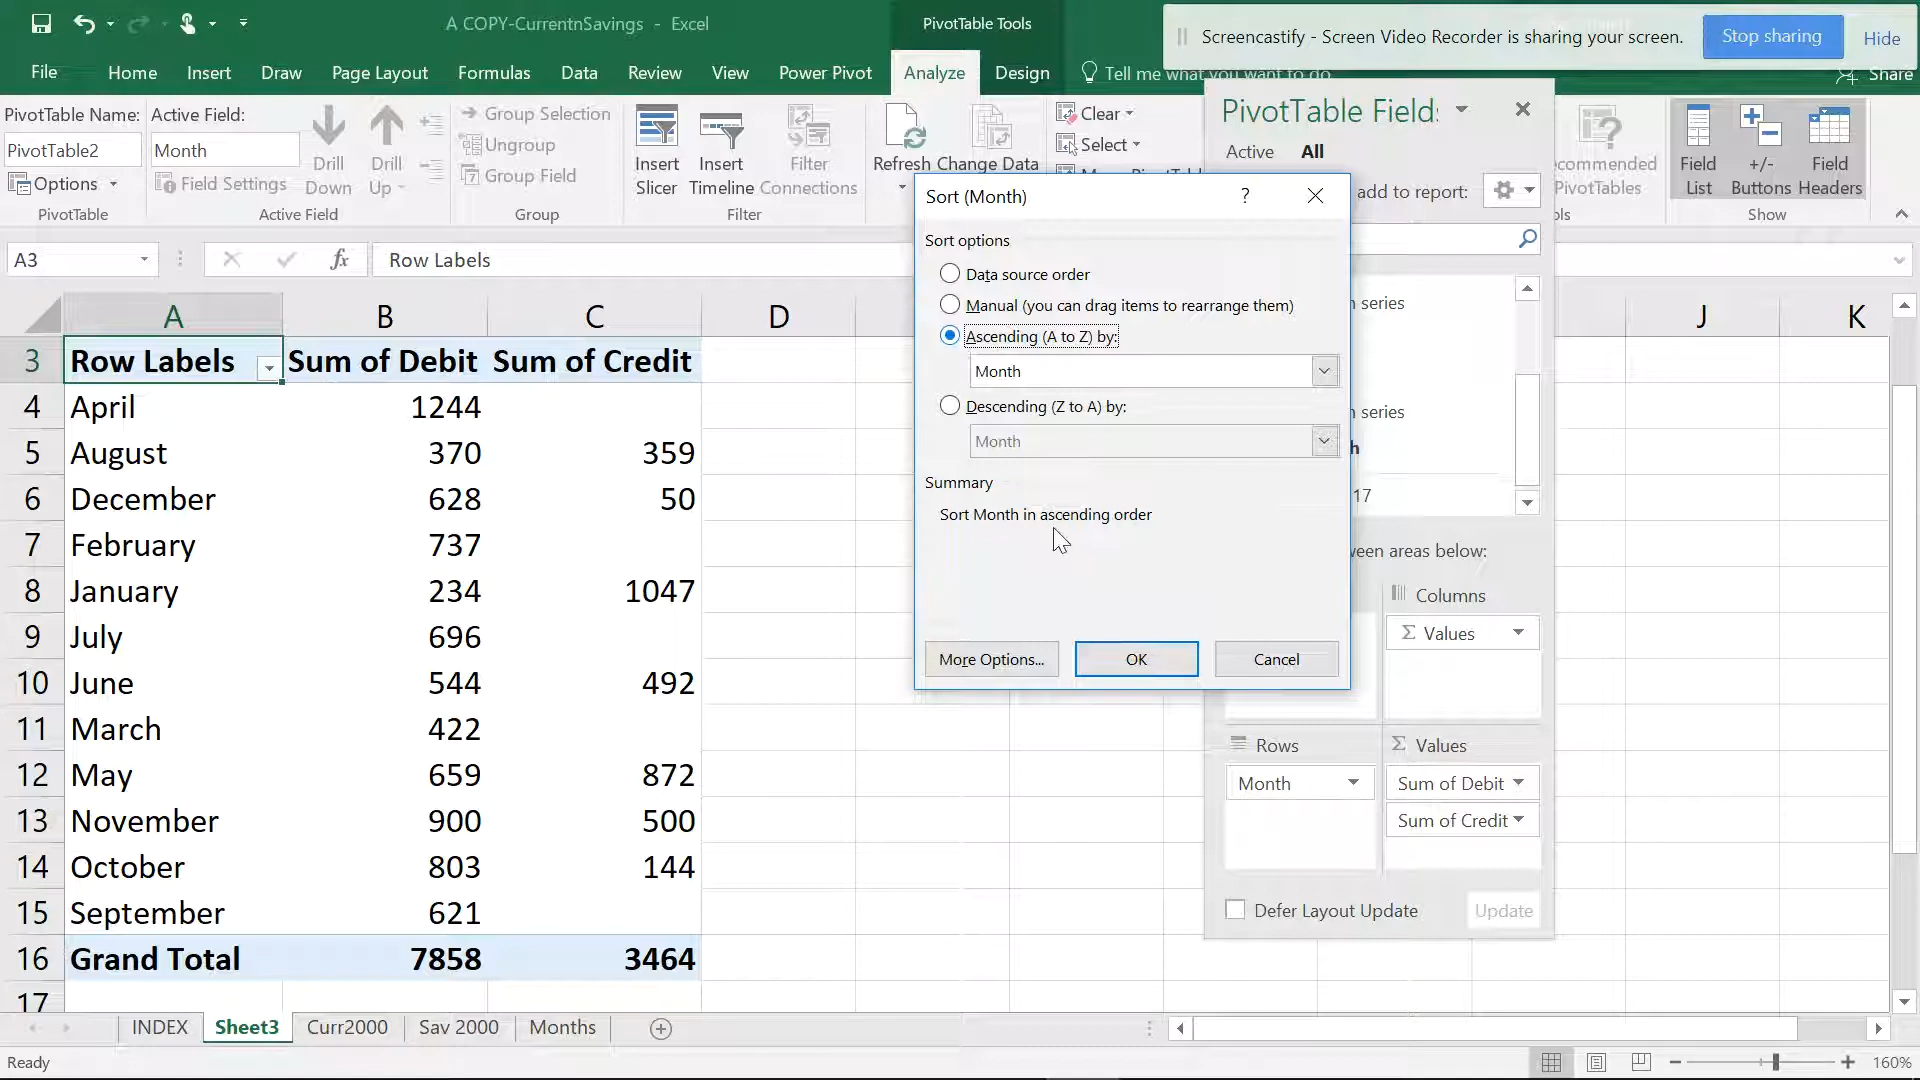 A COPY-CurrentnSavings - Excel
PivotTable Tools
Screencastify - Screen Video Recorder is sharing your screen.
Stop sharing
Hide
File
Home
Insert
Draw
Page Layout
Formulas
Data
Review
View
Power Pivot
Analyze
Design
Tell me what you want to do
Share
PivotTable Name:
PivotTable2
Options
PivotTable
Active Field:
Month
Field Settings
Drill
Down
Drill
Up
Active Field
Group Selection
Ungroup
Group Field
Group
Insert
Slicer
Insert
Timeline
Filter
Connections
Filter
Refresh
Change Data
Clear
Select
ecommended
PivotTables
ols
Field
List
+/-
Buttons
Field
Headers
Show
A3
fx
Row Labels
A B C D J K
3 Row Labels Sum of Debit Sum of Credit
4 April 1244
5 August 370 359
6 December 628 50
7 February 737
8 January 234 1047
9 July 696
10 June 544 492
11 March 422
12 May 659 872
13 November 900 500
14 October 803 144
15 September 621
16 Grand Total 7858 3464
17
Sort (Month)
?
Sort options
Data source order
Manual (you can drag items to rearrange them)
Ascending (A to Z) by:
Month
Descending (Z to A) by:
Month
Summary
Sort Month in ascending order
More Options...
OK
Cancel
PivotTable Field
Active
All
add to report:
series
series
h
17
een areas below:
Columns
Σ Values
Rows
Month
Σ Values
Sum of Debit
Sum of Credit
Defer Layout Update
Update
INDEX
Sheet3
Curr2000
Sav 2000
Months
Ready
160%